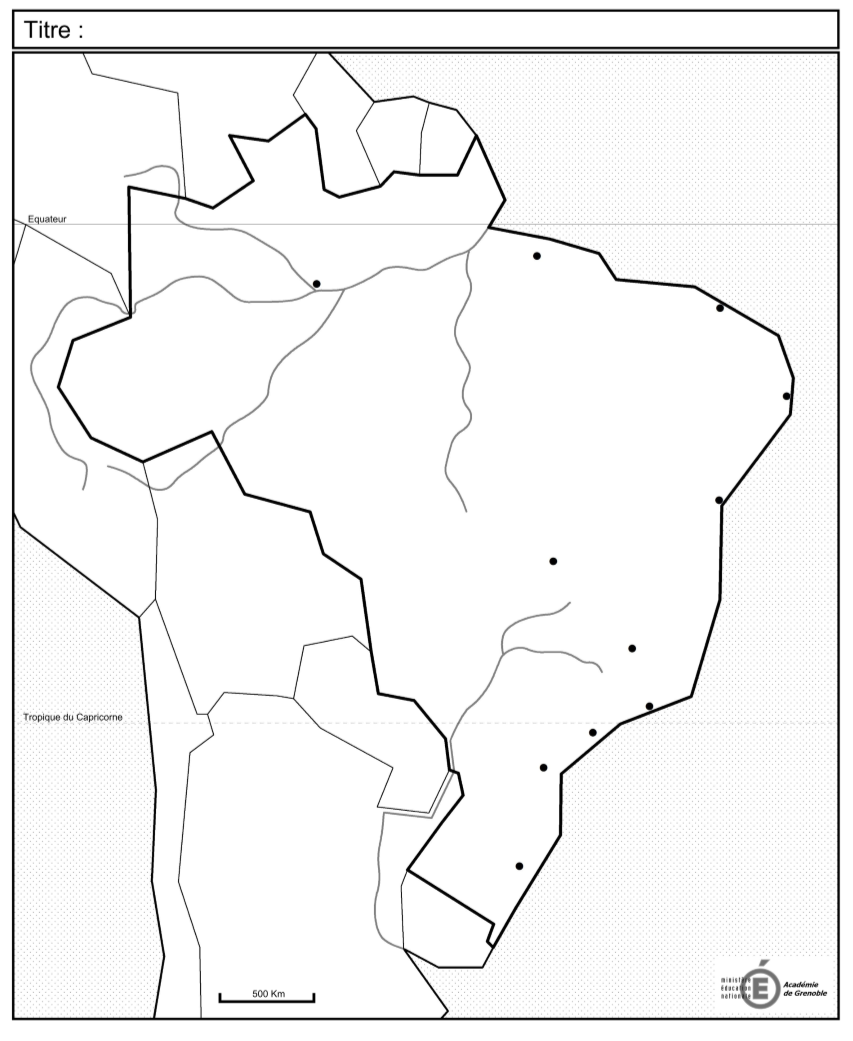 Titre :
Equateur
Tropique du Capricorne
500 Km
ministère
éducation
nationale
É
Académie
de Grenoble